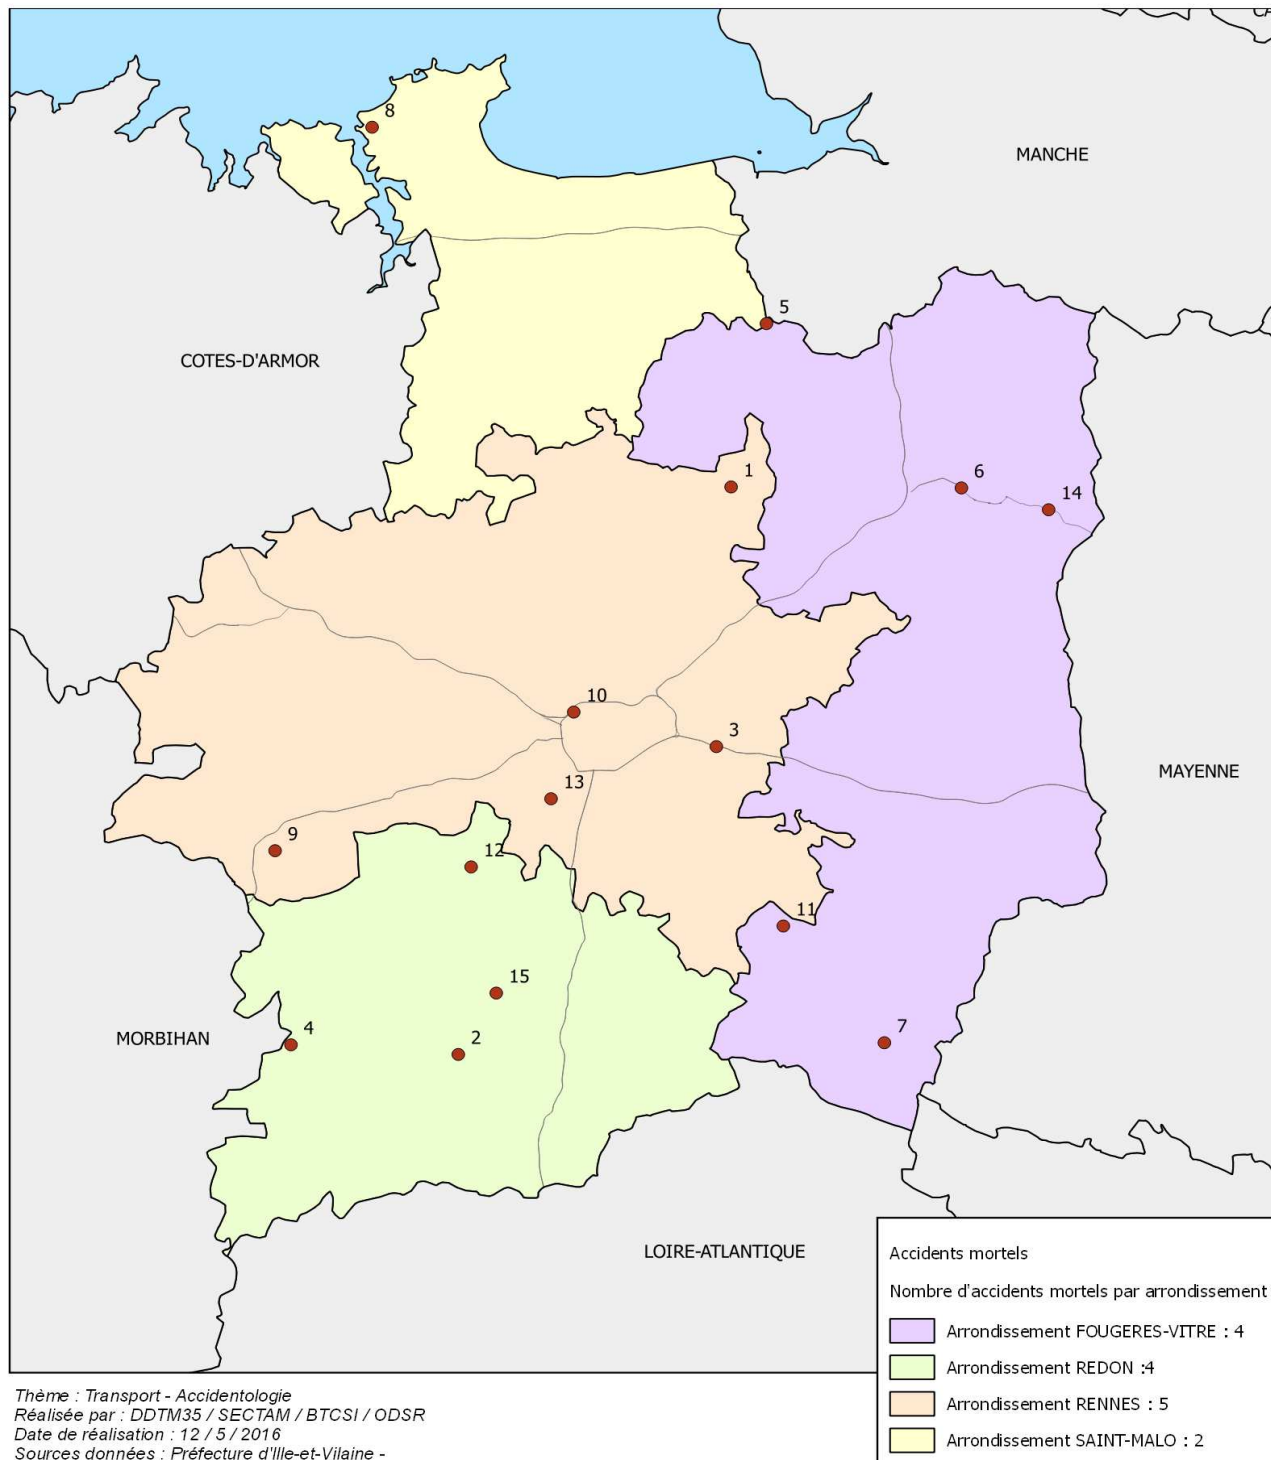 8
MANCHE
5
COTES-D'ARMOR
1
6
14
10
3
MAYENNE
13
9
12
11
15
MORBIHAN
4
2
7
LOIRE-ATLANTIQUE
Accidents mortels
Nombre d'accidents mortels par arrondissement
Arrondissement FOUGERES-VITRE : 4
Arrondissement REDON :4
Arrondissement RENNES : 5
Arrondissement SAINT-MALO : 2
Thème : Transport - Accidentologie
Réalisée par : DDTM35 / SECTAM / BTCSI / ODSR
Date de réalisation : 12 / 5 / 2016
Sources données : Préfecture d'Ille-et-Vilaine -